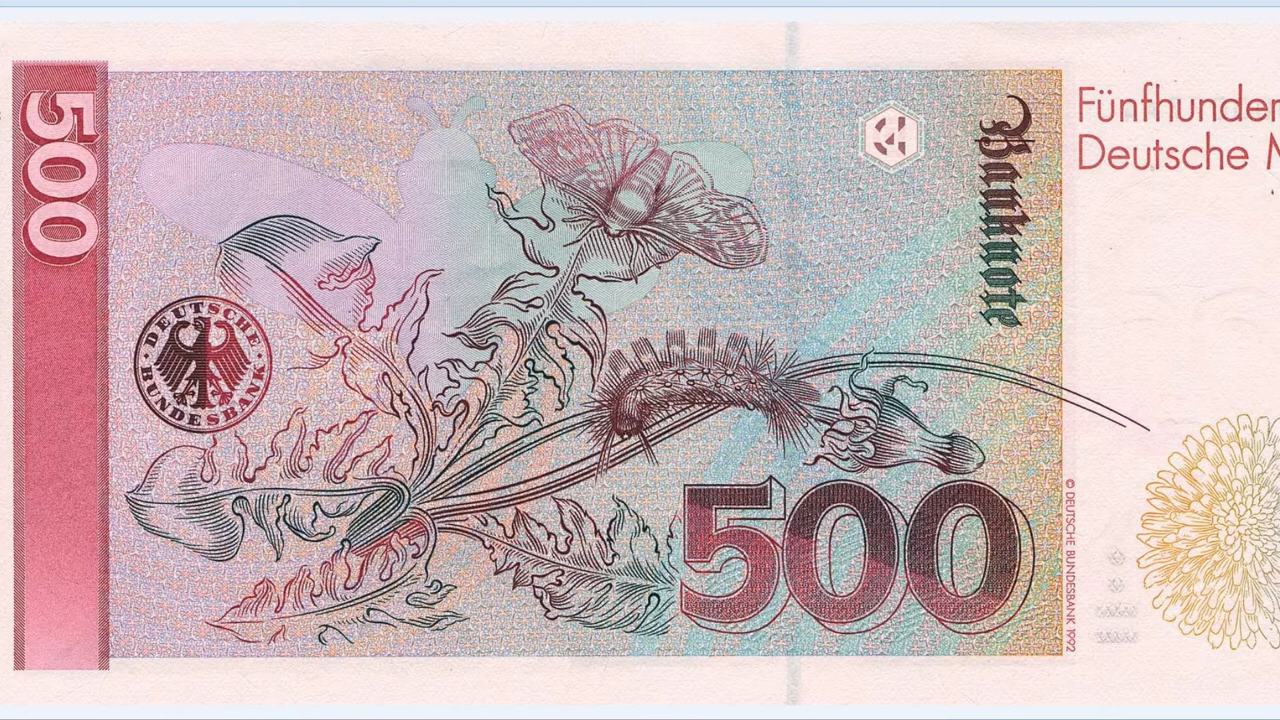 500
Banknote
Fünfhunder
Deutsche M
DEUTSCHE
BUNDESBANK
500
© DEUTSCHE BUNDESBANK 1992